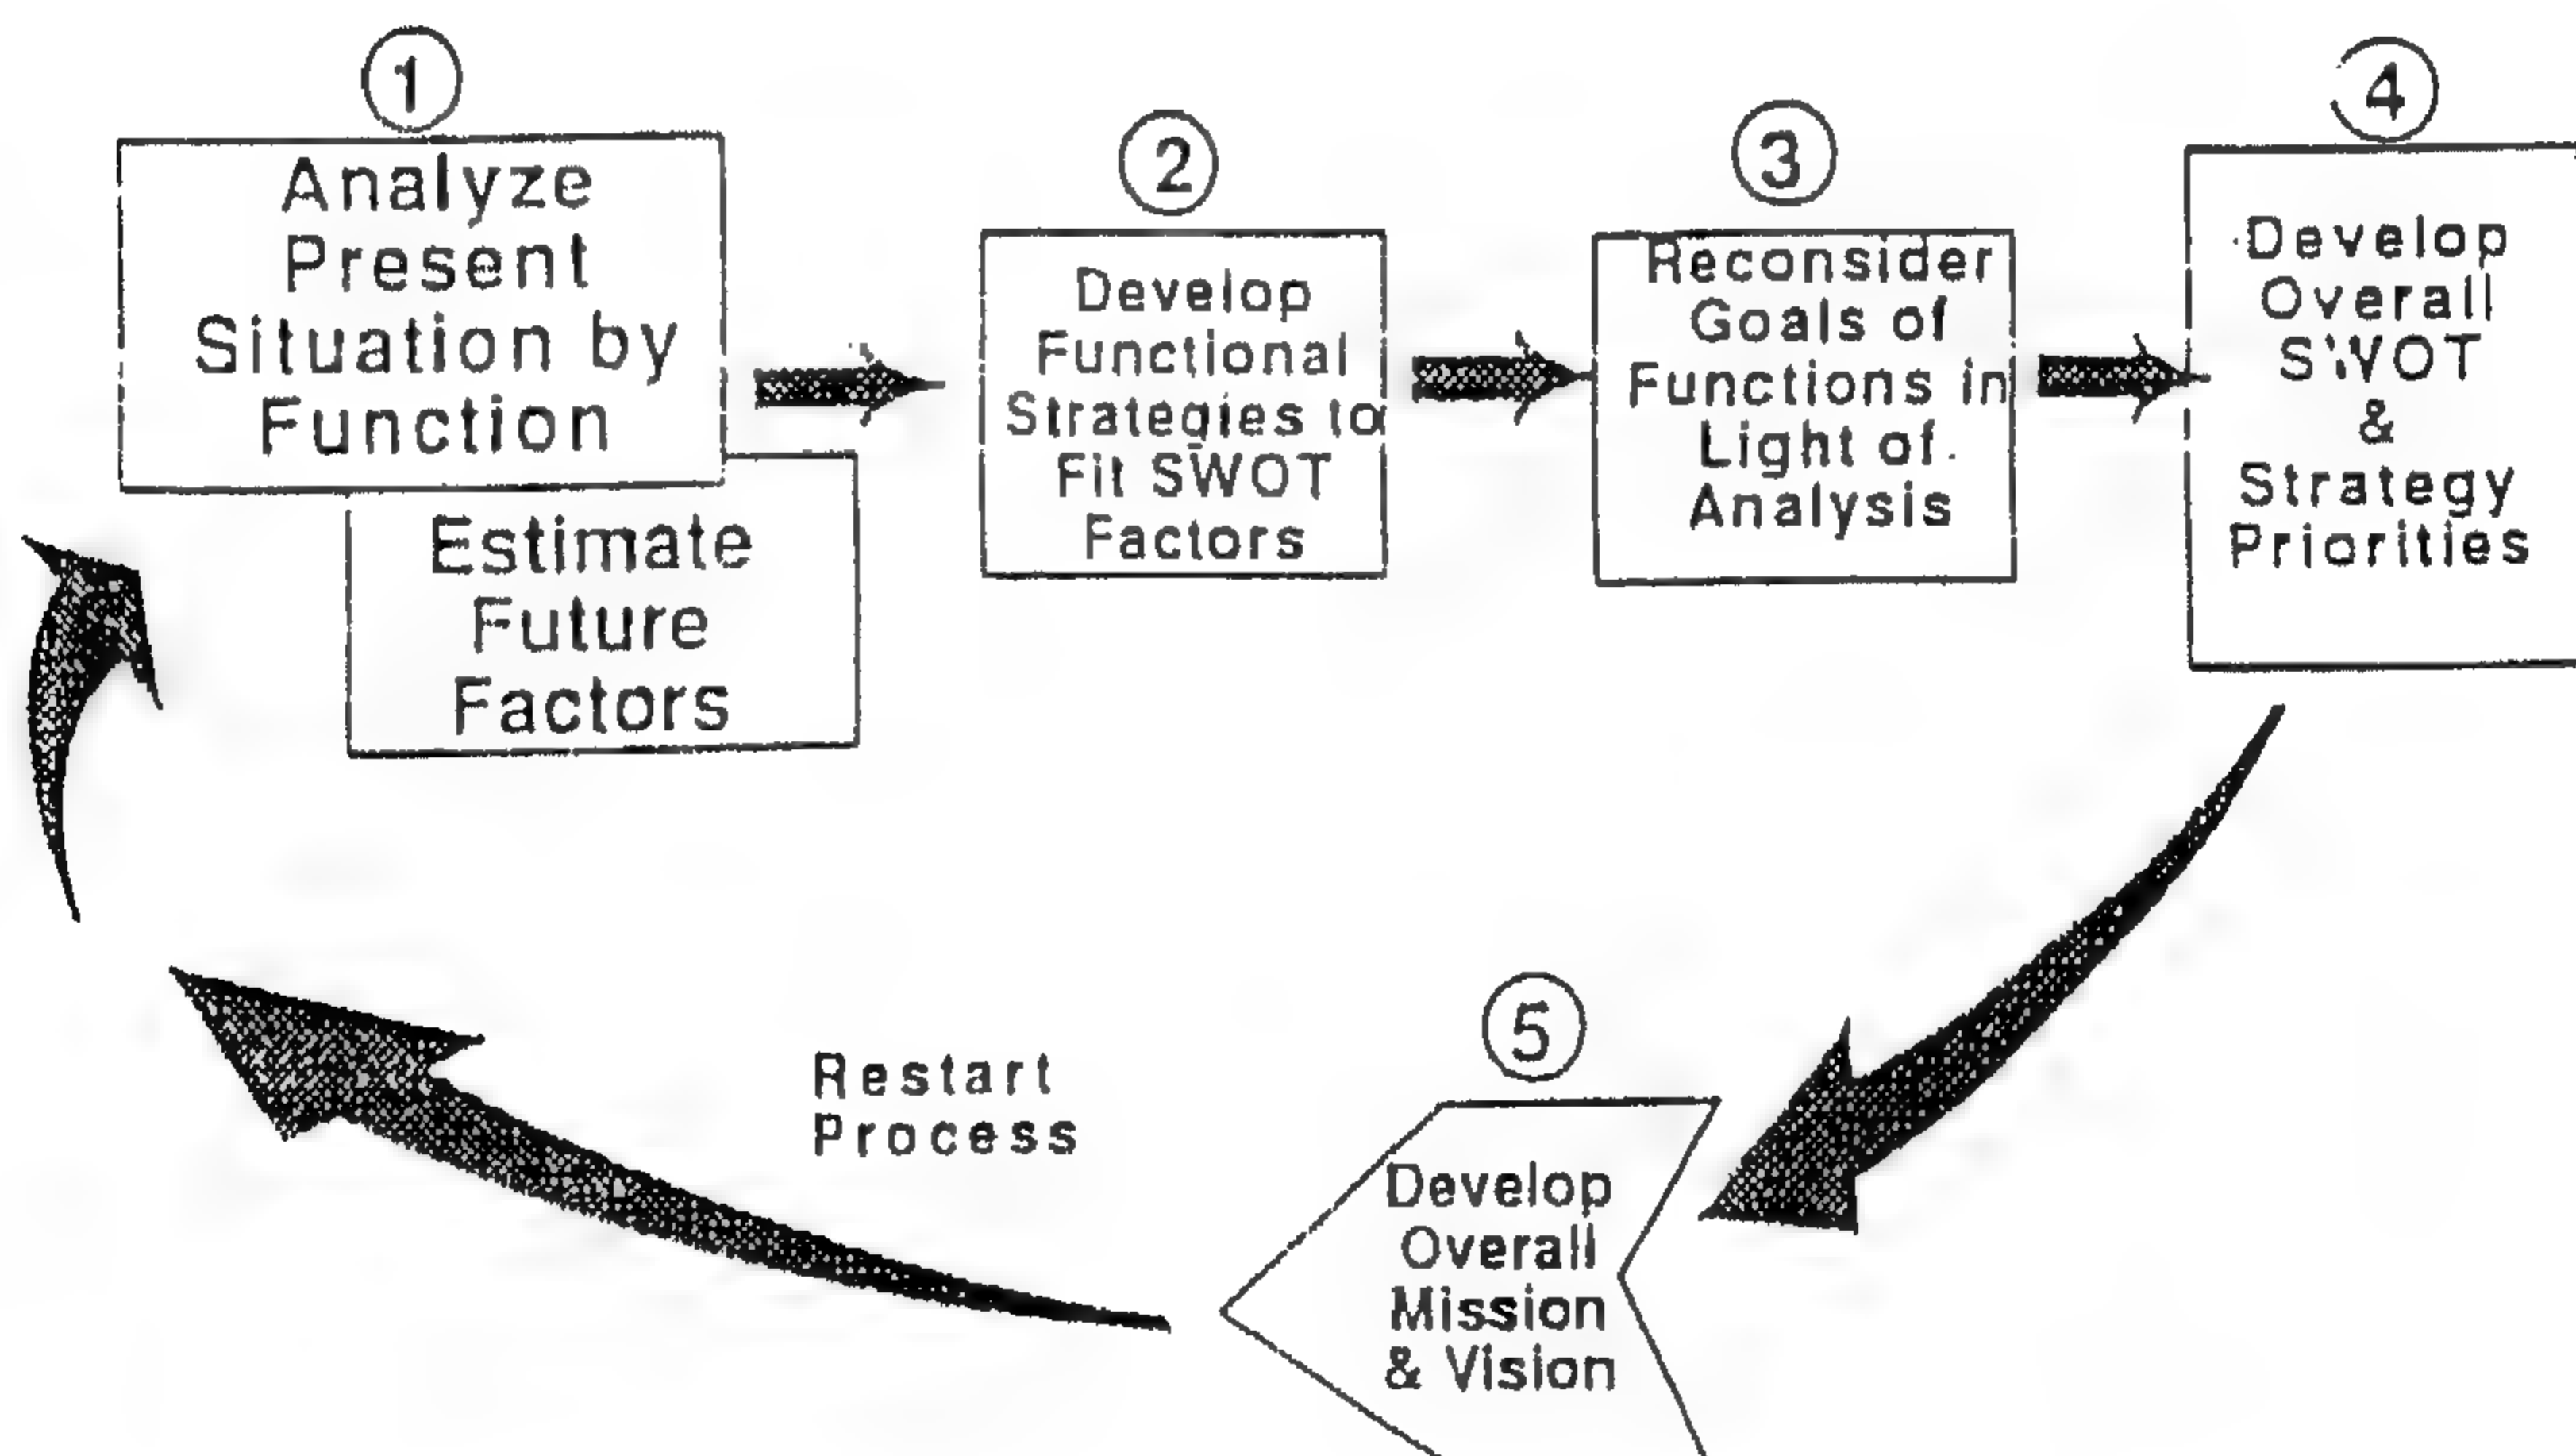 1
Analyze
Present
Situation by
Function
Estimate
Future
Factors
2
Develop
Functional
Strategies to
Fit SWOT
Factors
3
Reconsider
Goals of
Functions in
Light of
Analysis
4
Develop
Overall
SWOT
&
Strategy
Priorities
5
Develop
Overall
Mission
& Vision
Restart
Process